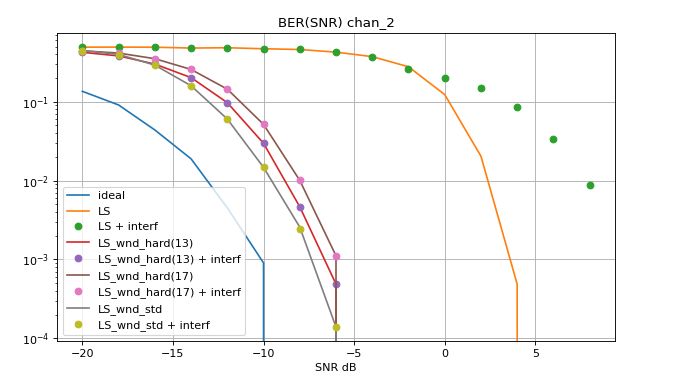 BER(SNR) chan_2
10⁻¹
10⁻²
10⁻³
10⁻⁴
ideal
LS
LS + interf
LS_wnd_hard(13)
LS_wnd_hard(13) + interf
LS_wnd_hard(17)
LS_wnd_hard(17) + interf
LS_wnd_std
LS_wnd_std + interf
−20 −15 −10 −5 0 5
SNR dB